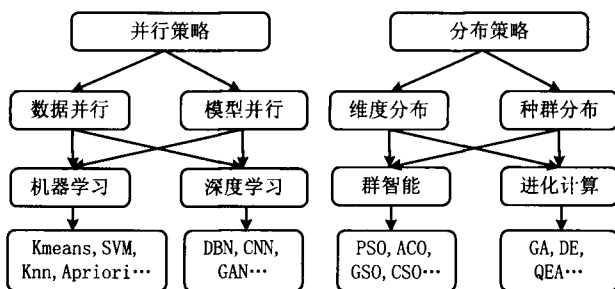 并行策略
分布策略
数据并行
模型并行
维度分布
种群分布
机器学习
深度学习
群智能
进化计算
Kmeans,SVM,
Knn,Apriori…
DBN,CNN,
GAN…
PSO,ACO,
GSO,CSO…
GA,DE,
QEA…